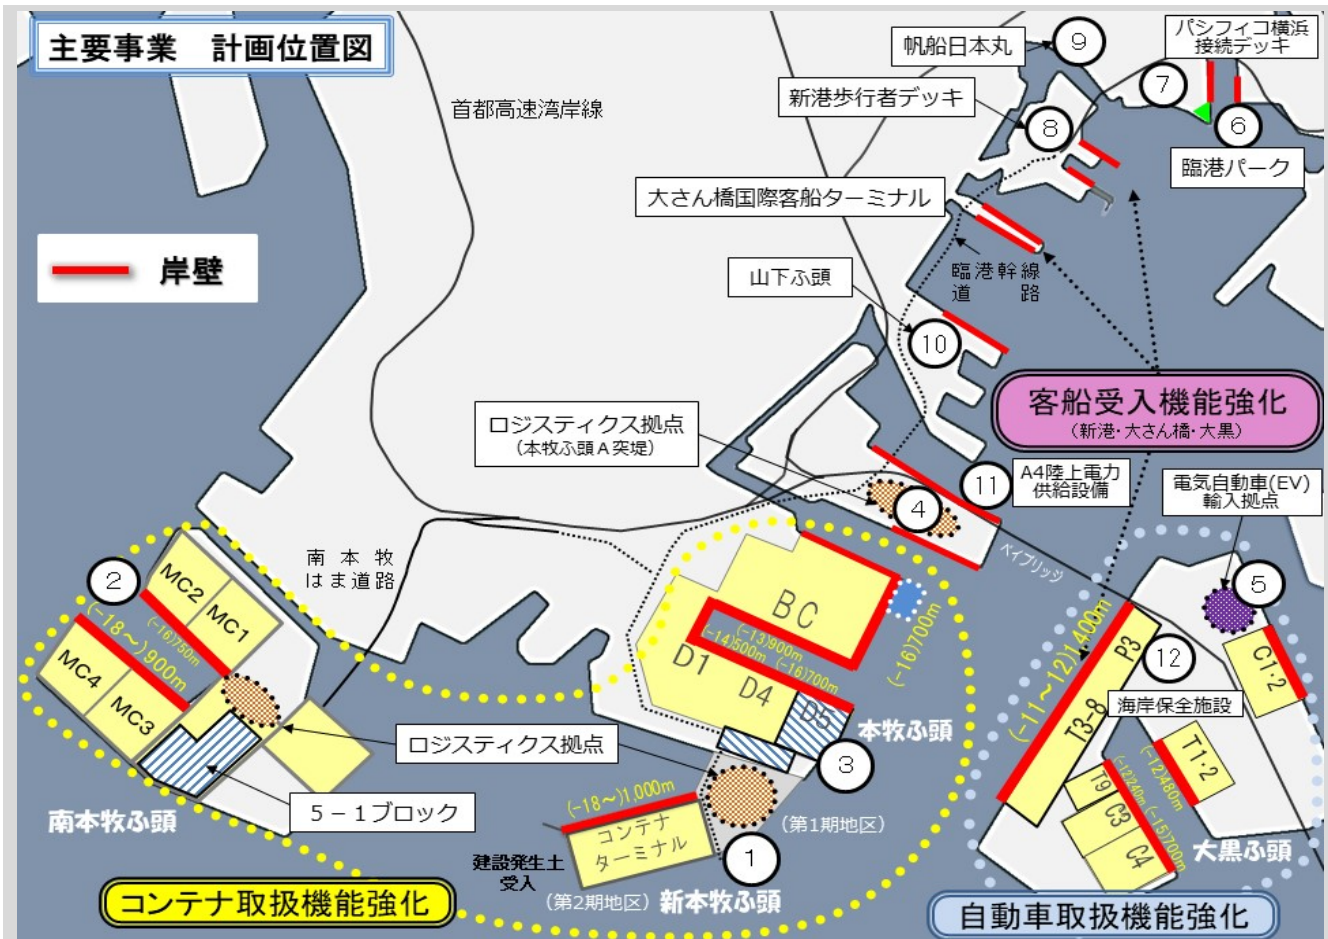 主要事業 計画位置図
首都高速湾岸線
帆船日本丸
⑨
パシフィコ横浜
接続デッキ
⑦
新港歩行者デッキ
⑧
⑥
臨港パーク
大さん橋国際客船ターミナル
岸壁
臨港幹線
道路
山下ふ頭
⑩
客船受入機能強化
(新港・大さん橋・大黒)
ロジスティクス拠点
(本牧ふ頭A突堤)
④
⑪
A4陸上電力
供給設備
電気自動車(EV)
輸入拠点
⑤
ベイブリッジ
南本牧
はま道路
②
MC2
MC1
(-16)750m
(-18~)900m
MC4
MC3
BC
(-16)700m
(-13)900m
(-14)500m (-16)700m
D1
D4
D5
本牧ふ頭
③
(-11~12)1,400m
P3
T3-8
⑫
海岸保全施設
C1・2
T1・2
(-12)480m
(-12)240m (-15)700m
T9
C3
C4
大黒ふ頭
ロジスティクス拠点
5-1ブロック
南本牧ふ頭
(-18~)1,000m
コンテナ
ターミナル
(第1期地区)
①
建設発生土
受入
(第2期地区)
新本牧ふ頭
コンテナ取扱機能強化
自動車取扱機能強化